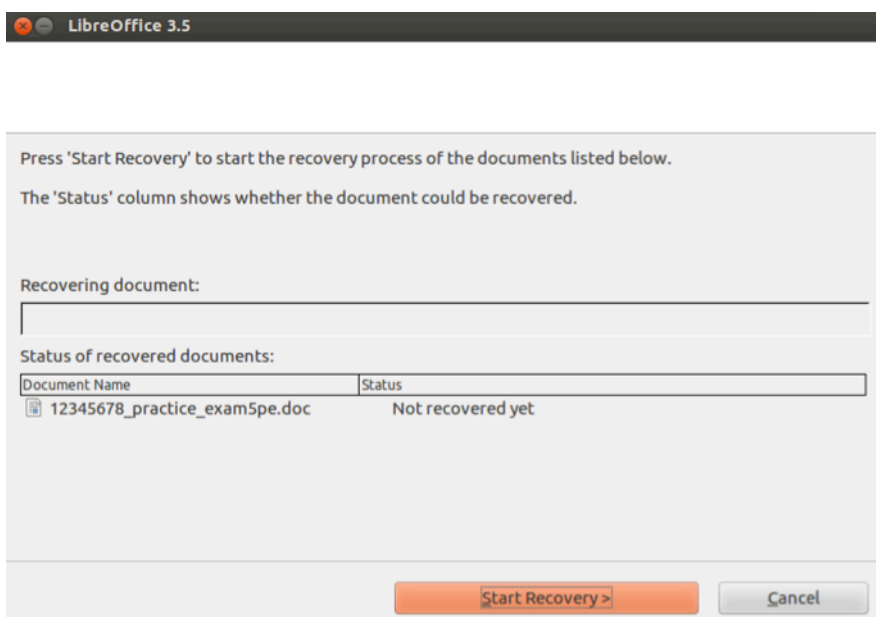 LibreOffice 3.5
Press 'Start Recovery' to start the recovery process of the documents listed below.
The 'Status' column shows whether the document could be recovered.
Recovering document:
Status of recovered documents:
Document Name Status
12345678_practice_exam5pe.doc Not recovered yet
Start Recovery > Cancel